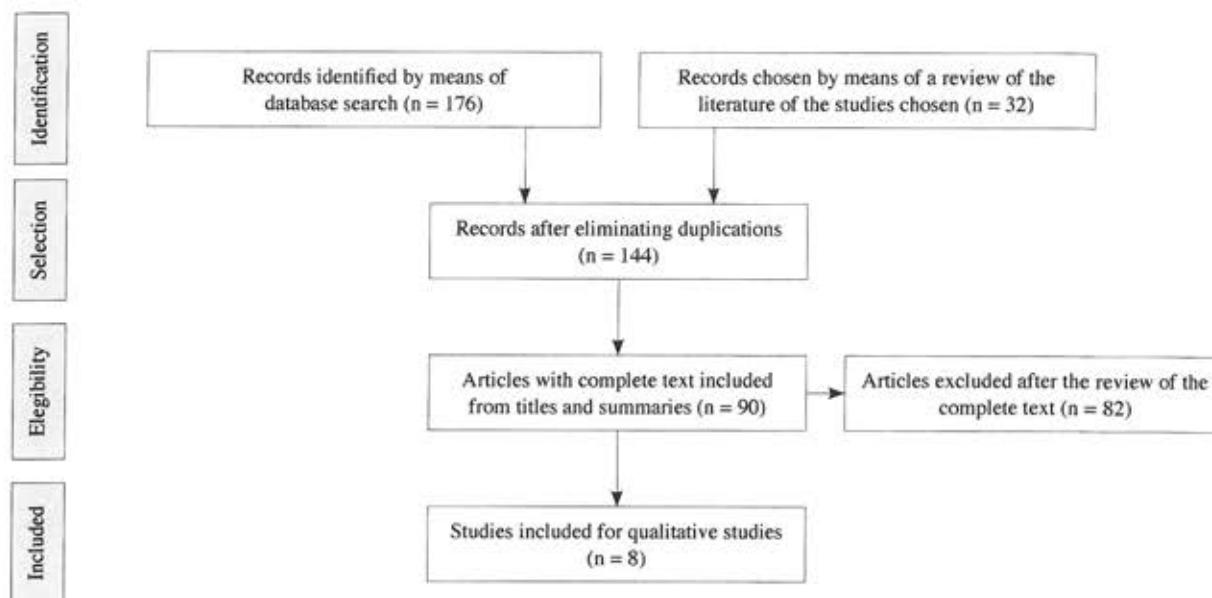 Identification
Records identified by means of
database search (n = 176)
Records chosen by means of a review of the
literature of the studies chosen (n = 32)
Selection
Records after eliminating duplications
(n = 144)
Elegibility
Articles with complete text included
from titles and summaries (n = 90)
Articles excluded after the review of the
complete text (n = 82)
Included
Studies included for qualitative studies
(n = 8)